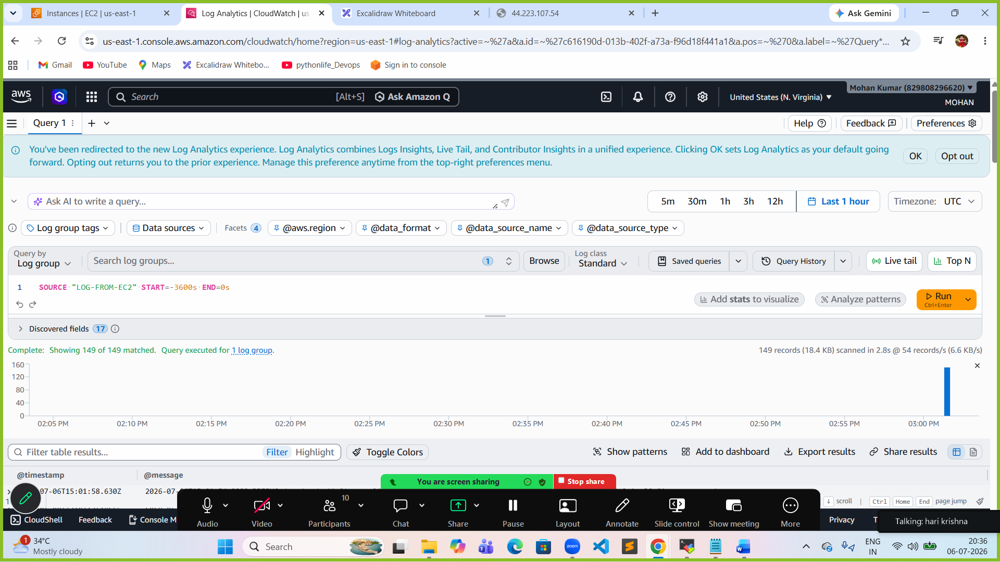 Instances | EC2 | us-east-1
Log Analytics | CloudWatch | us
Excalidraw Whiteboard
44.223.107.54
Ask Gemini
us-east-1.console.aws.amazon.com/cloudwatch/home?region=us-east-1#log-analytics?active=~%27a&a.id=~%27c616190d-013b-402f-a73a-f96d18f441a1&a.pos=~%270&a.label=~%27Query*...
Gmail
YouTube
Maps
Excalidraw Whitebo...
pythonlife_Devops
Sign in to console
aws
Search
[Alt+S]
Ask Amazon Q
United States (N. Virginia)
Mohan Kumar (829808296620)
MOHAN
Query 1
Help
Feedback
Preferences
You've been redirected to the new Log Analytics experience. Log Analytics combines Logs Insights, Live Tail, and Contributor Insights in a unified experience. Clicking OK sets Log Analytics as your default going
forward. Opting out returns you to the prior experience. Manage this preference anytime from the top-right preferences menu.
OK
Opt out
Ask AI to write a query...
5m 30m 1h 3h 12h
Last 1 hour
Timezone: UTC
Log group tags
Data sources
Facets 4
@aws.region
@data_format
@data_source_name
@data_source_type
Query by
Log group
Search log groups...
1
Browse
Log class
Standard
Saved queries
Query History
Live tail
Top N
1 SOURCE "LOG-FROM-EC2" START=-3600s END=0s
Add stats to visualize
Analyze patterns
Run
Ctrl+Enter
Discovered fields 17
Complete: Showing 149 of 149 matched. Query executed for 1 log group.
149 records (18.4 KB) scanned in 2.8s @ 54 records/s (6.6 KB/s)
160
120
80
40
0
02:05 PM 02:10 PM 02:15 PM 02:20 PM 02:25 PM 02:30 PM 02:35 PM 02:40 PM 02:45 PM 02:50 PM 02:55 PM 03:00 PM
Filter table results...
Filter
Highlight
Toggle Colors
Show patterns
Add to dashboard
Export results
Share results
@timestamp
@message
07-06T15:01:58.630Z
You are screen sharing
Stop share
scroll | Ctrl Home End page jump
Audio
Video
10
Participants
Chat
Share
Pause
Layout
Annotate
Slide control
Show meeting
More
CloudShell
Feedback
Console M
Privacy
T
Talking: hari krishna
1
34°C
Mostly cloudy
Search
zoom
ENG
IN
20:36
06-07-2026